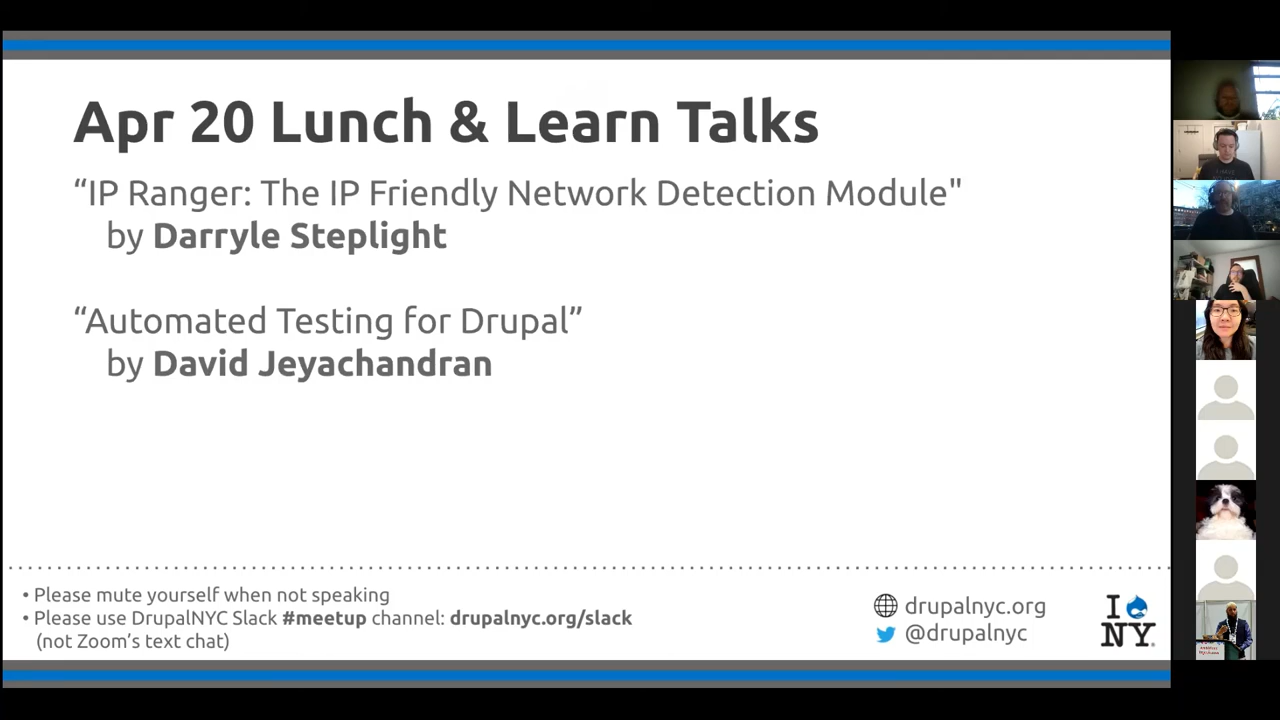 Apr 20 Lunch & Learn Talks
“IP Ranger: The IP Friendly Network Detection Module"
by Darryle Steplight
“Automated Testing for Drupal”
by David Jeyachandran
• Please mute yourself when not speaking
• Please use DrupalNYC Slack #meetup channel: drupalnyc.org/slack
(not Zoom’s text chat)
drupalnyc.org
@drupalnyc
I
NY.